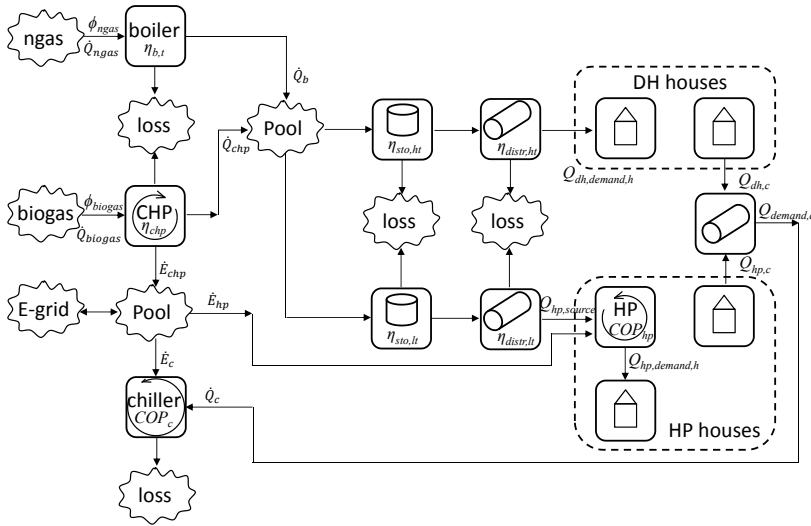 ngas
ϕ_ngas
Q̇_ngas
boiler
η_b,t
Q̇_b
loss
Pool
Q̇_chp
η_sto,ht
η_distr,ht
DH houses
Q_dh,demand,h
Q_dh,c
biogas
ϕ_biogas
Q̇_biogas
CHP
η_chp
loss
loss
Q_demand,c
Q_hp,c
Ė_chp
E-grid
Pool
Ė_hp
η_sto,lt
η_distr,lt
Q_hp,source
HP
COP_hp
Q_hp,demand,h
Ė_c
chiller
COP_c
Q̇_c
HP houses
loss